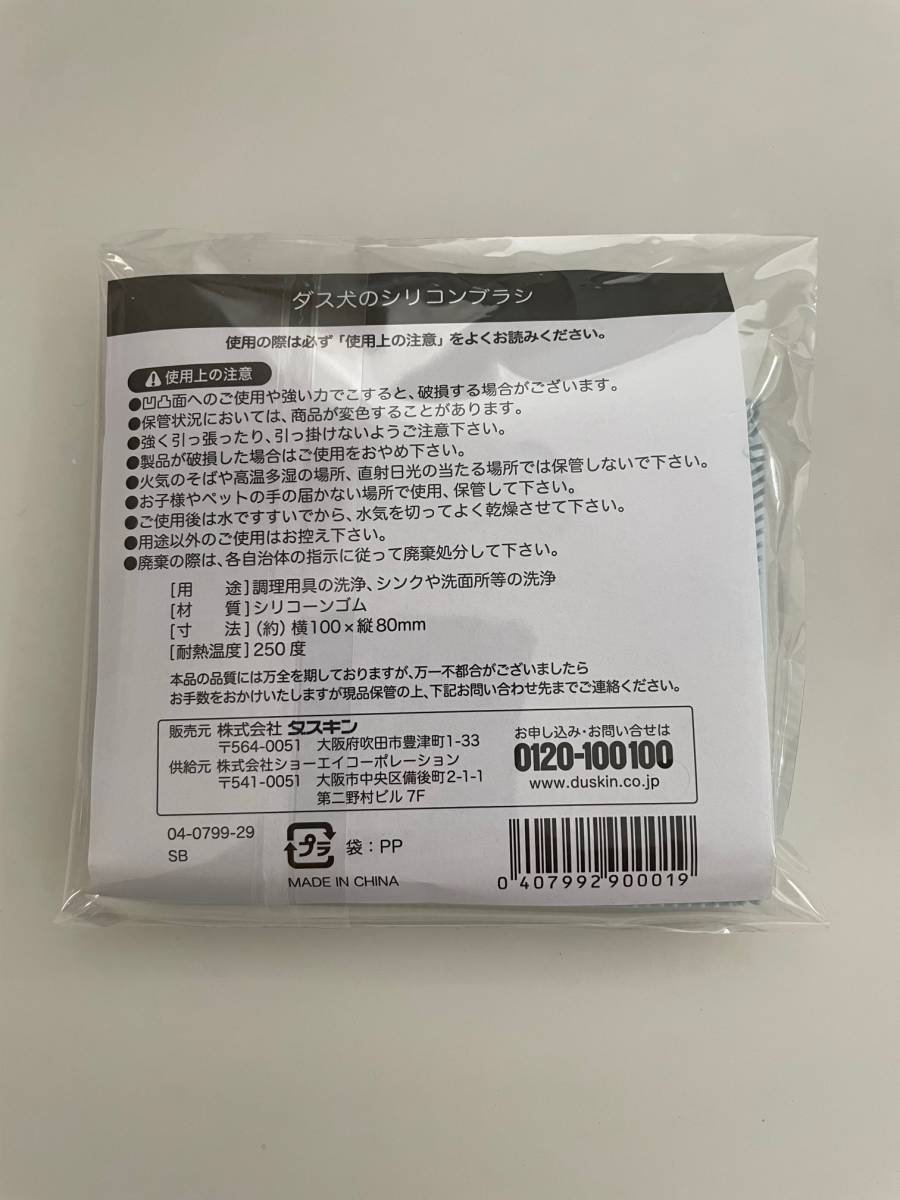 ダス犬のシリコンブラシ
使用の際は必ず「使用上の注意」をよくお読みください。
使用上の注意
●凹凸面へのご使用や強い力でこすると、破損する場合がございます。
●保管状況においては、商品が変色することがあります。
●強く引っ張ったり、引っ掛けないようご注意下さい。
●製品が破損した場合はご使用をおやめ下さい。
●火気のそばや高温多湿の場所、直射日光の当たる場所では保管しないで下さい。
●お子様やペットの手の届かない場所で使用、保管して下さい。
●ご使用後は水ですすいでから、水気を切ってよく乾燥させて下さい。
●用途以外のご使用はお控え下さい。
●廃棄の際は、各自治体の指示に従って廃棄処分して下さい。
[用　途]調理用具の洗浄、シンクや洗面所等の洗浄
[材　質]シリコーンゴム
[寸　法](約)横100×縦80mm
[耐熱温度]250度
本品の品質には万全を期しておりますが、万一不都合がございましたら
お手数をおかけいたしますが現品保管の上、下記お問い合わせ先までご連絡ください。
販売元 株式会社 ダスキン
〒564-0051　大阪府吹田市豊津町1-33
供給元 株式会社ショーエイコーポレーション
〒541-0051　大阪市中央区備後町2-1-1
第二野村ビル7F
お申し込み・お問い合せは
0120-100100
www.duskin.co.jp
04-0799-29
SB
プラ
袋：PP
MADE IN CHINA
0 407992 900019